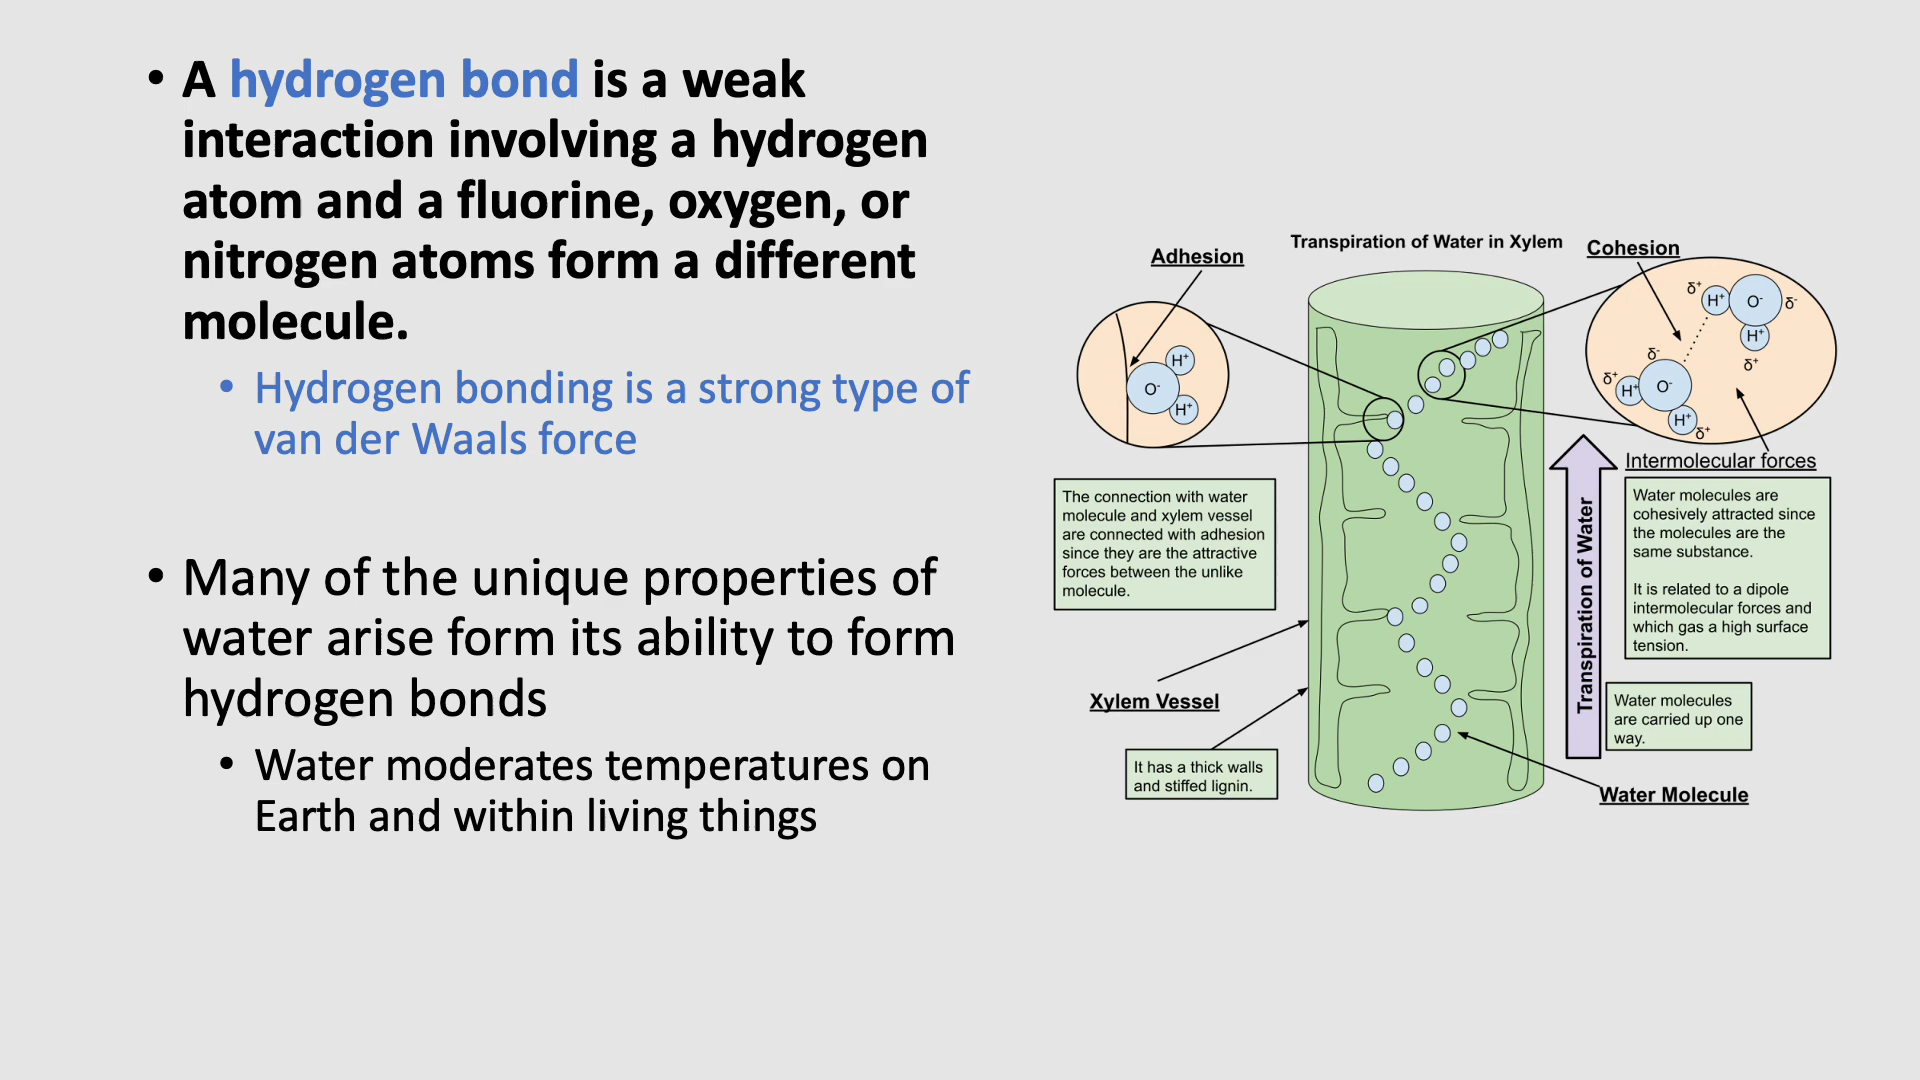 • A hydrogen bond is a weak
interaction involving a hydrogen
atom and a fluorine, oxygen, or
nitrogen atoms form a different
molecule.
• Hydrogen bonding is a strong type of
van der Waals force
• Many of the unique properties of
water arise form its ability to form
hydrogen bonds
• Water moderates temperatures on
Earth and within living things
Transpiration of Water in Xylem
Adhesion
H⁺
O⁻
H⁺
Cohesion
δ⁺
H⁺
O⁻
δ⁻
H⁺
δ⁺
δ⁻
δ⁺
H⁺
O⁻
H⁺
δ⁺
Intermolecular forces
The connection with water
molecule and xylem vessel
are connected with adhesion
since they are the attractive
forces between the unlike
molecule.
Water molecules are
cohesively attracted since
the molecules are the
same substance.
It is related to a dipole
intermolecular forces and
which gas a high surface
tension.
Transpiration of Water
Water molecules
are carried up one
way.
Xylem Vessel
It has a thick walls
and stiffed lignin.
Water Molecule